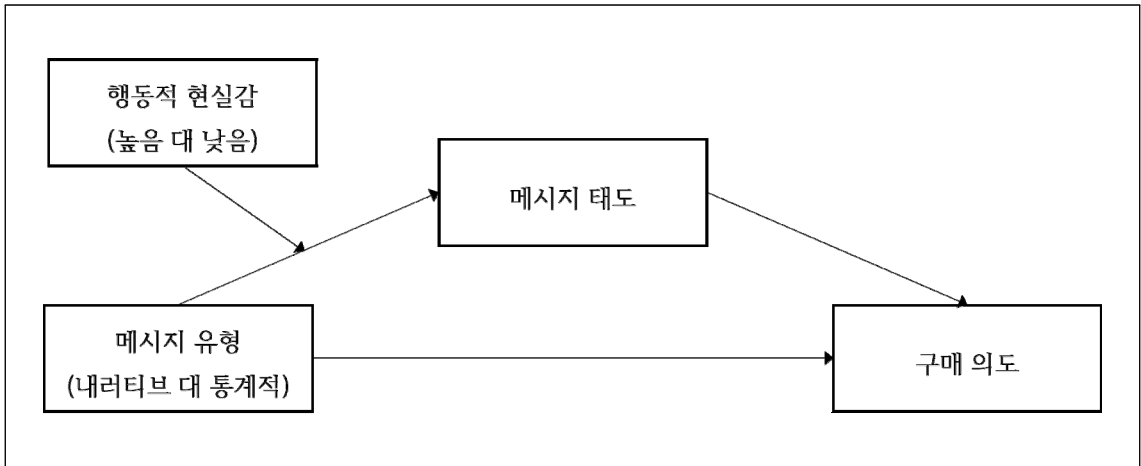 행동적 현실감
(높음 대 낮음)
메시지 태도
메시지 유형
(내러티브 대 통계적)
구매 의도